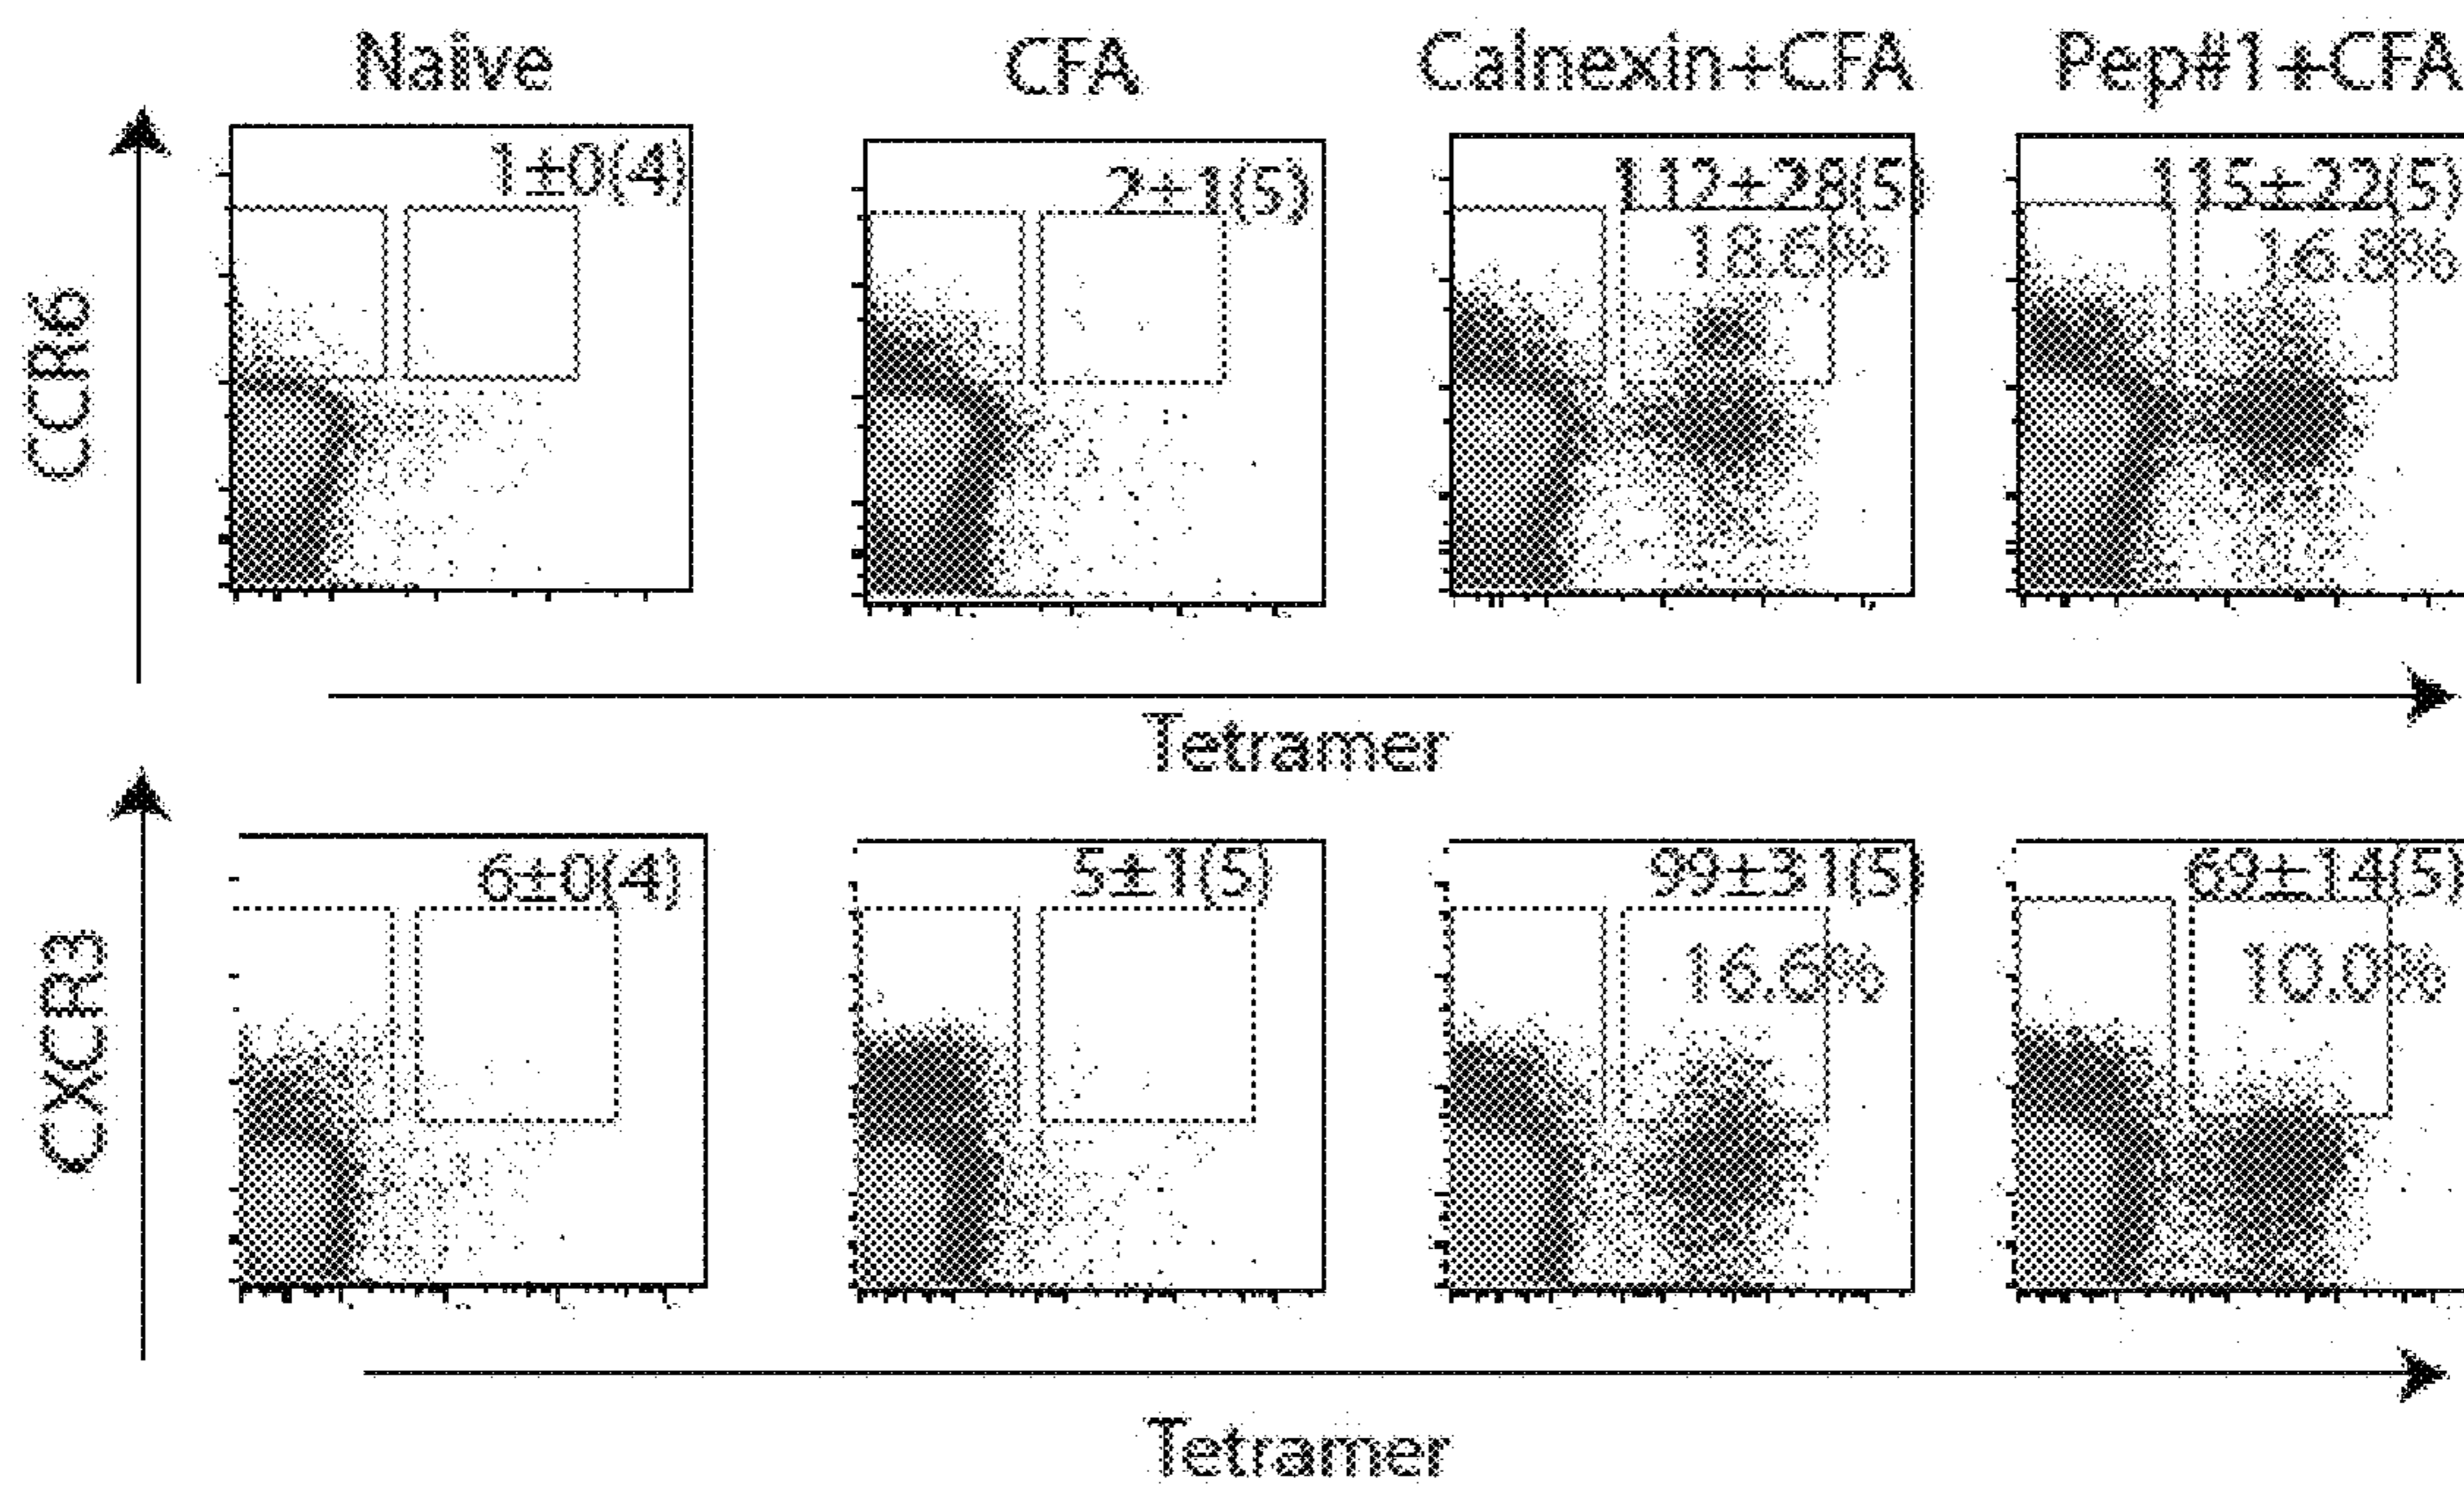 Naïve CFA Calnexin+CFA Pep#1+CFA
CCR6
1±0(4) 2±1(5) 112±28(5) 115±22(5)
18.6% 16.8%
Tetramer
CXCR3
6±0(4) 5±1(5) 99±31(5) 69±14(5)
16.6% 10.0%
Tetramer